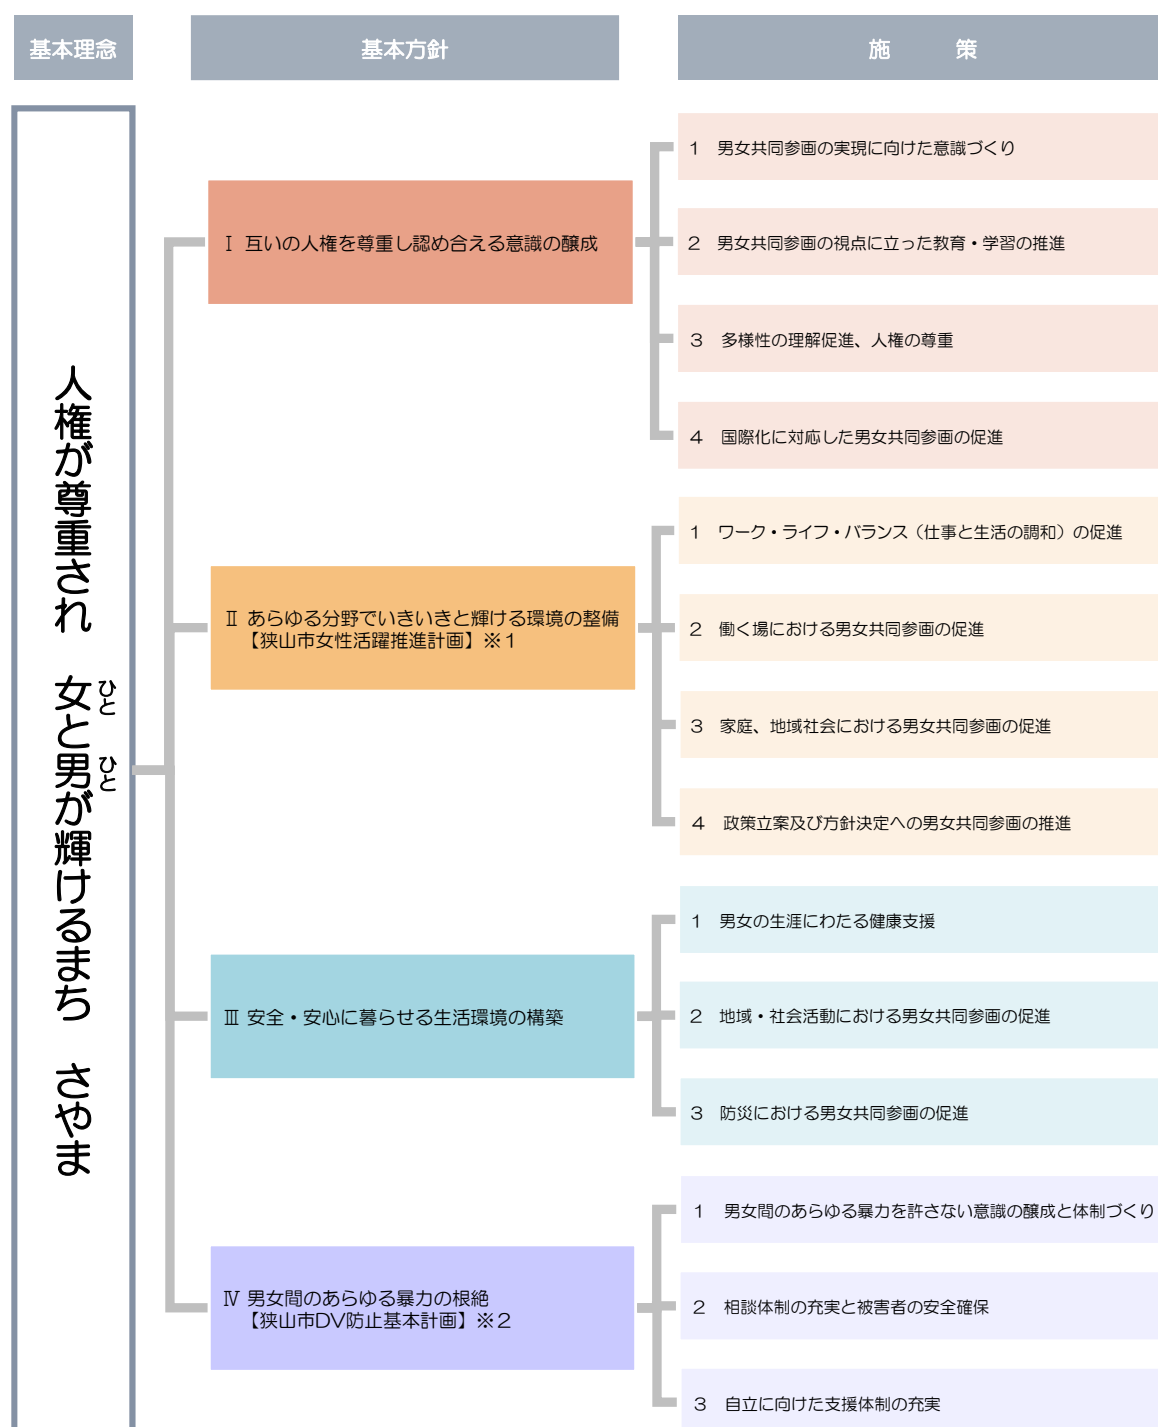 基本理念
基本方針
施　策
人権が尊重され　女と男が輝けるまち　さやま
ひと
ひと
Ⅰ 互いの人権を尊重し認め合える意識の醸成
1　男女共同参画の実現に向けた意識づくり
2　男女共同参画の視点に立った教育・学習の推進
3　多様性の理解促進、人権の尊重
4　国際化に対応した男女共同参画の促進
Ⅱ あらゆる分野でいきいきと輝ける環境の整備
【狭山市女性活躍推進計画】※１
1　ワーク・ライフ・バランス（仕事と生活の調和）の促進
2　働く場における男女共同参画の促進
3　家庭、地域社会における男女共同参画の促進
4　政策立案及び方針決定への男女共同参画の推進
Ⅲ 安全・安心に暮らせる生活環境の構築
1　男女の生涯にわたる健康支援
2　地域・社会活動における男女共同参画の促進
3　防災における男女共同参画の促進
Ⅳ 男女間のあらゆる暴力の根絶
【狭山市DV防止基本計画】※２
1　男女間のあらゆる暴力を許さない意識の醸成と体制づくり
2　相談体制の充実と被害者の安全確保
3　自立に向けた支援体制の充実